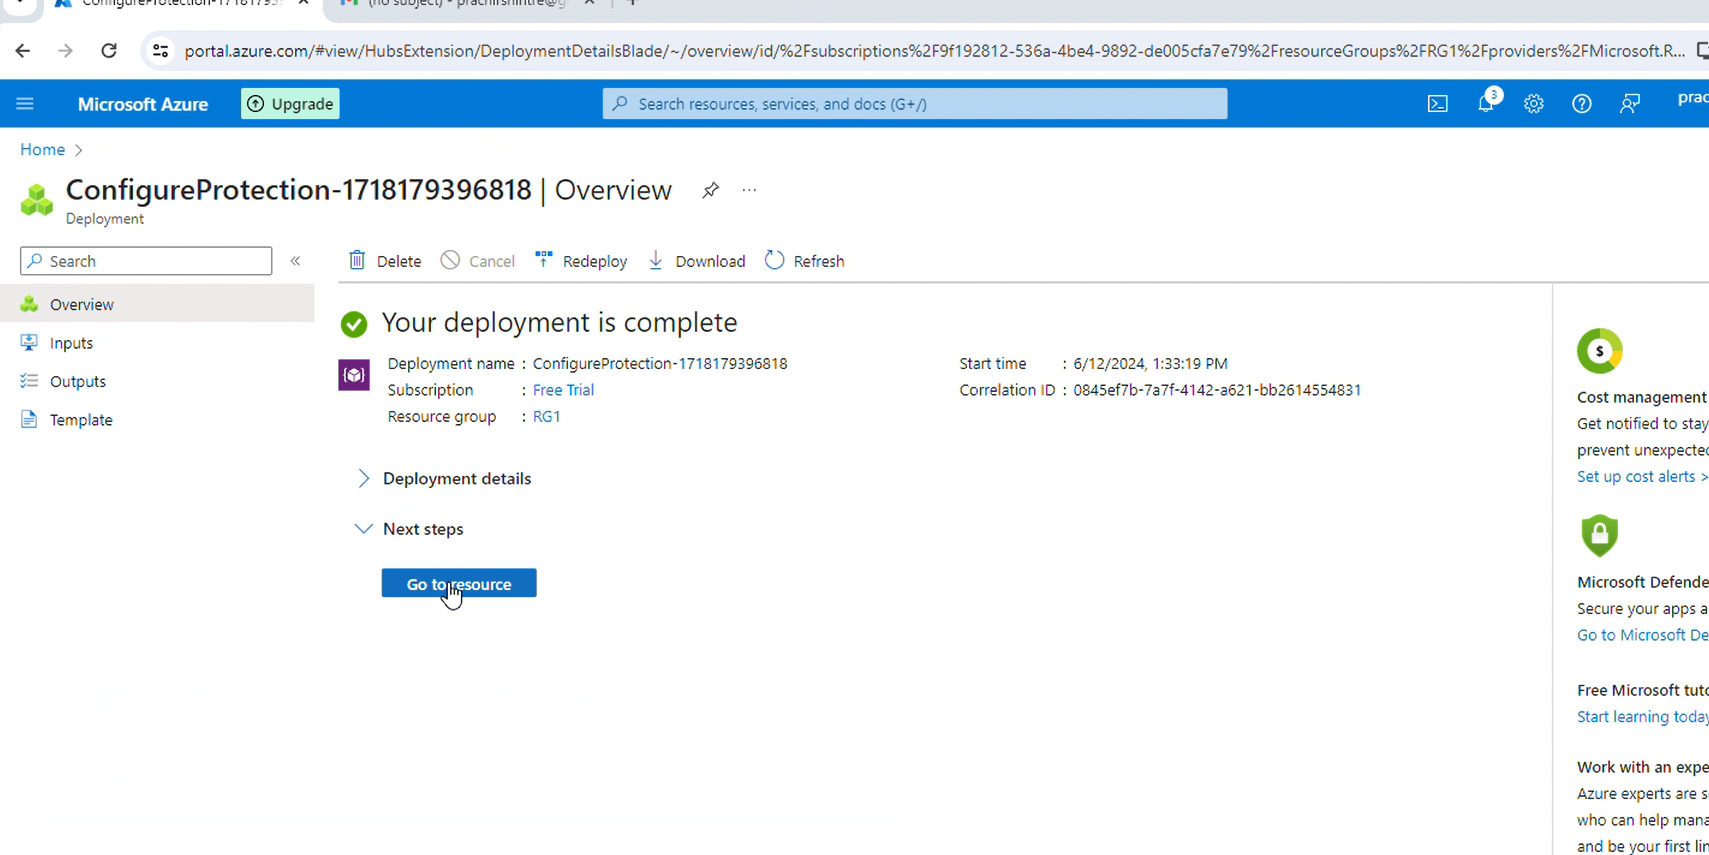 ConfigureProtection-17181793
(no subject) - prachirshintre@g
portal.azure.com/#view/HubsExtension/DeploymentDetailsBlade/~/overview/id/%2Fsubscriptions%2F9f192812-536a-4be4-9892-de005cfa7e79%2FresourceGroups%2FRG1%2Fproviders%2FMicrosoft.R...
Microsoft Azure
Upgrade
Search resources, services, and docs (G+/)
3
prac
Home >
ConfigureProtection-1718179396818 | Overview
...
Deployment
Search
«
Delete
Cancel
Redeploy
Download
Refresh
Overview
Inputs
Outputs
Template
Your deployment is complete
Deployment name : ConfigureProtection-1718179396818
Subscription : Free Trial
Resource group : RG1
Start time : 6/12/2024, 1:33:19 PM
Correlation ID : 0845ef7b-7a7f-4142-a621-bb2614554831
Deployment details
Next steps
Go to resource
Cost management
Get notified to stay
prevent unexpected
Set up cost alerts >
Microsoft Defende
Secure your apps a
Go to Microsoft De
Free Microsoft tuto
Start learning today
Work with an expe
Azure experts are s
who can help mana
and be your first lin